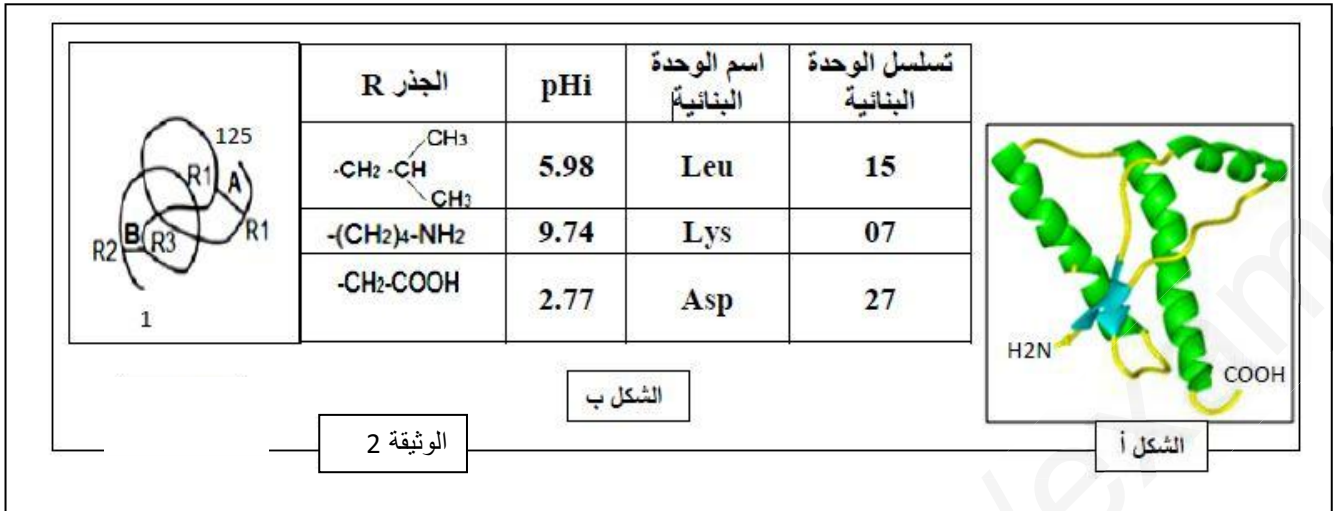 تسلسل الوحدة البنائية | اسم الوحدة البنائية | pHi | الجذر R
15 | Leu | 5.98 | -CH2 -CH CH3 CH3
07 | Lys | 9.74 | -(CH2)4-NH2
27 | Asp | 2.77 | -CH2-COOH
125
R1 A
R1
B R3
R2
1
H2N
COOH
الشكل أ
الشكل ب
الوثيقة 2